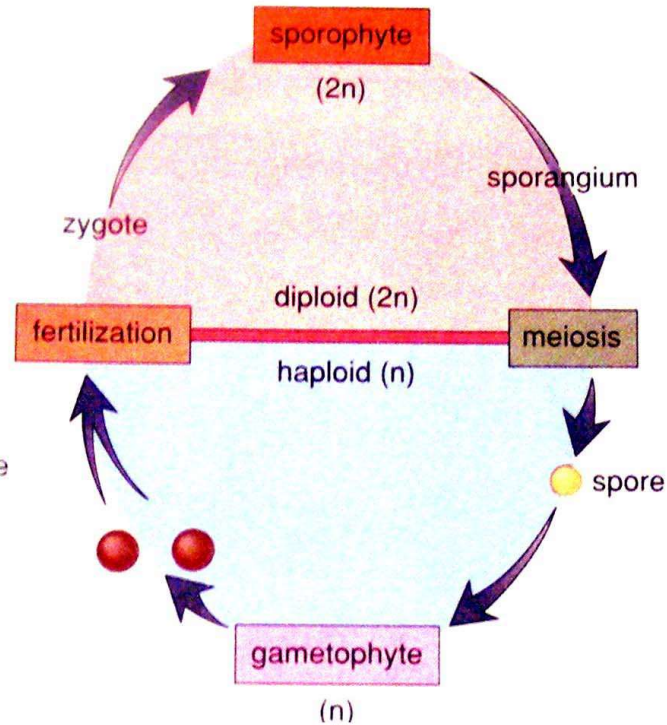 sporophyte
(2n)
sporangium
zygote
diploid (2n)
fertilization
meiosis
haploid (n)
e
spore
gametophyte
(n)